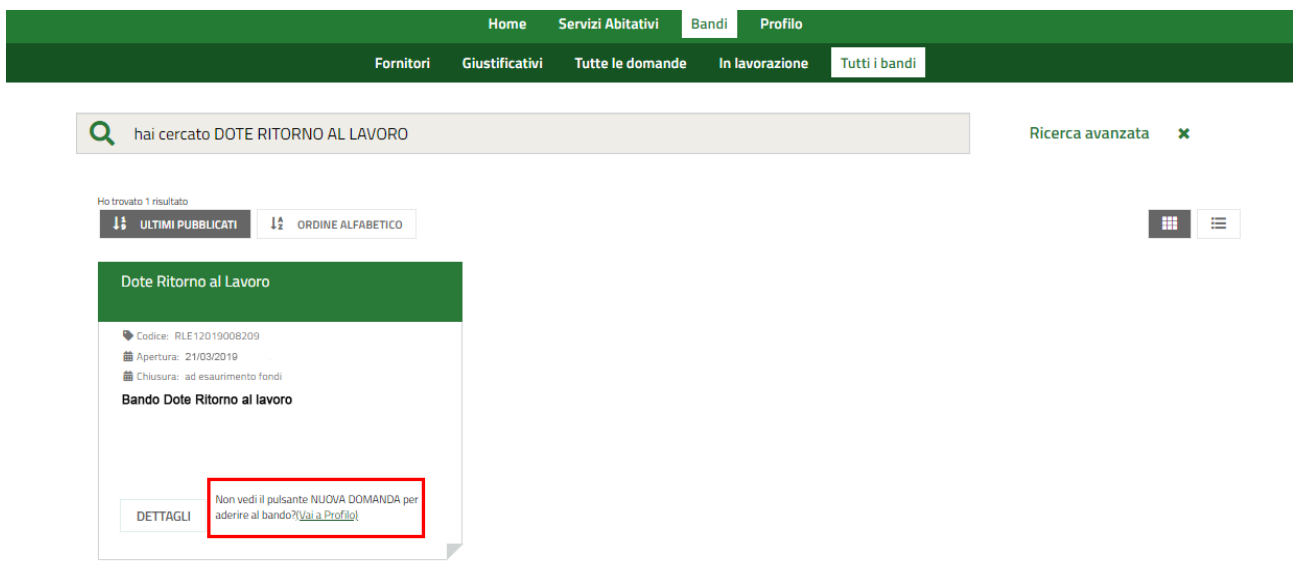 Home Servizi Abitativi Bandi Profilo
Fornitori Giustificativi Tutte le domande In lavorazione Tutti i bandi
hai cercato DOTE RITORNO AL LAVORO
Ricerca avanzata
Ho trovato 1 risultato
ULTIMI PUBBLICATI ORDINE ALFABETICO
Dote Ritorno al Lavoro
Codice: RLE12019008209
Apertura: 21/03/2019
Chiusura: ad esaurimento fondi
Bando Dote Ritorno al lavoro
DETTAGLI
Non vedi il pulsante NUOVA DOMANDA per
aderire al bando?(Vai a Profilo)